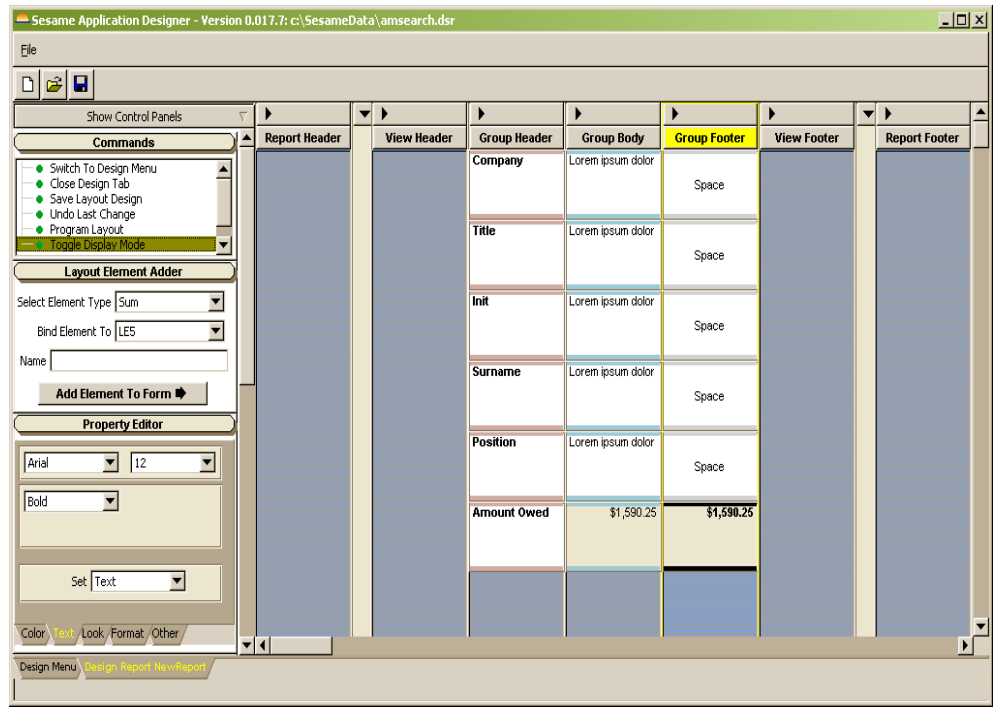 Sesame Application Designer - Version 0.017.7: c:\SesameData\amsearch.dsr
File
Show Control Panels
Commands
Switch To Design Menu
Close Design Tab
Save Layout Design
Undo Last Change
Program Layout
Toggle Display Mode
Layout Element Adder
Select Element Type Sum
Bind Element To LE5
Name
Add Element To Form
Property Editor
Arial 12
Bold
Set Text
Color Text Look Format Other
Report Header View Header Group Header Group Body Group Footer View Footer Report Footer
Company Lorem ipsum dolor
Space
Title Lorem ipsum dolor
Space
Init Lorem ipsum dolor
Space
Surname Lorem ipsum dolor
Space
Position Lorem ipsum dolor
Space
Amount Owed $1,590.25 $1,590.25
Design Menu Design Report NewReport